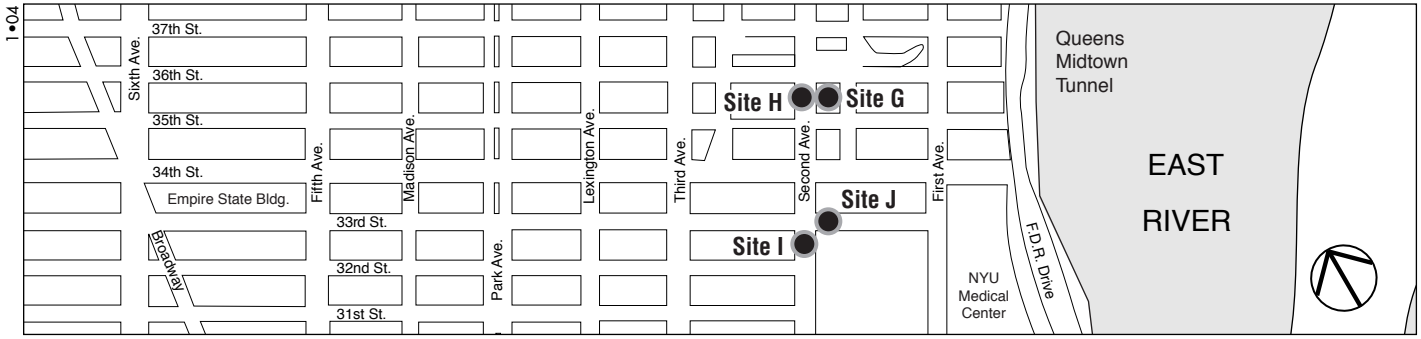 1•04
37th St.
36th St.
35th St.
34th St.
33rd St.
32nd St.
31st St.
Sixth Ave.
Broadway
Empire State Bldg.
Fifth Ave.
Madison Ave.
Park Ave.
Lexington Ave.
Third Ave.
Second Ave.
First Ave.
Site H
Site G
Site J
Site I
NYU
Medical
Center
F.D.R. Drive
Queens
Midtown
Tunnel
EAST
RIVER